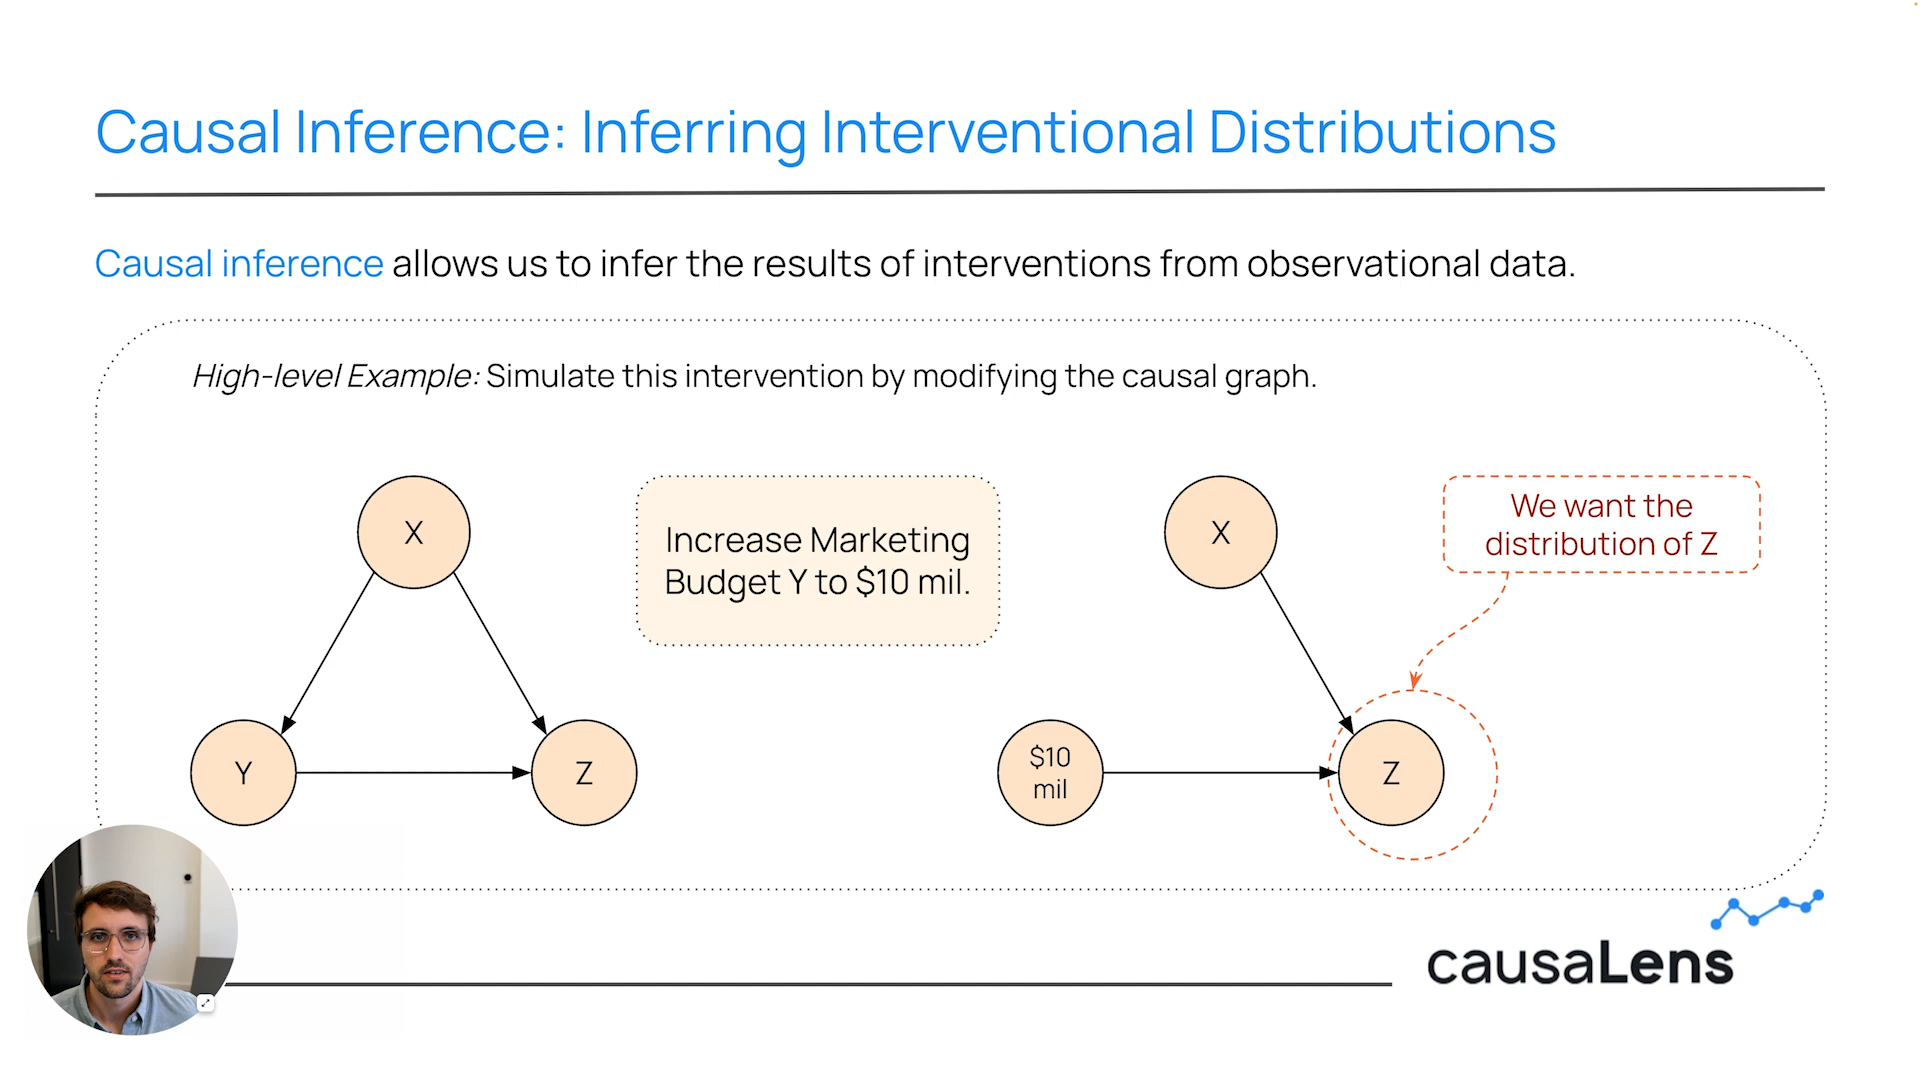 Causal Inference: Inferring Interventional Distributions
Causal inference allows us to infer the results of interventions from observational data.
High-level Example: Simulate this intervention by modifying the causal graph.
X
Y
Z
Increase Marketing
Budget Y to $10 mil.
X
$10
mil
Z
We want the
distribution of Z
causaLens